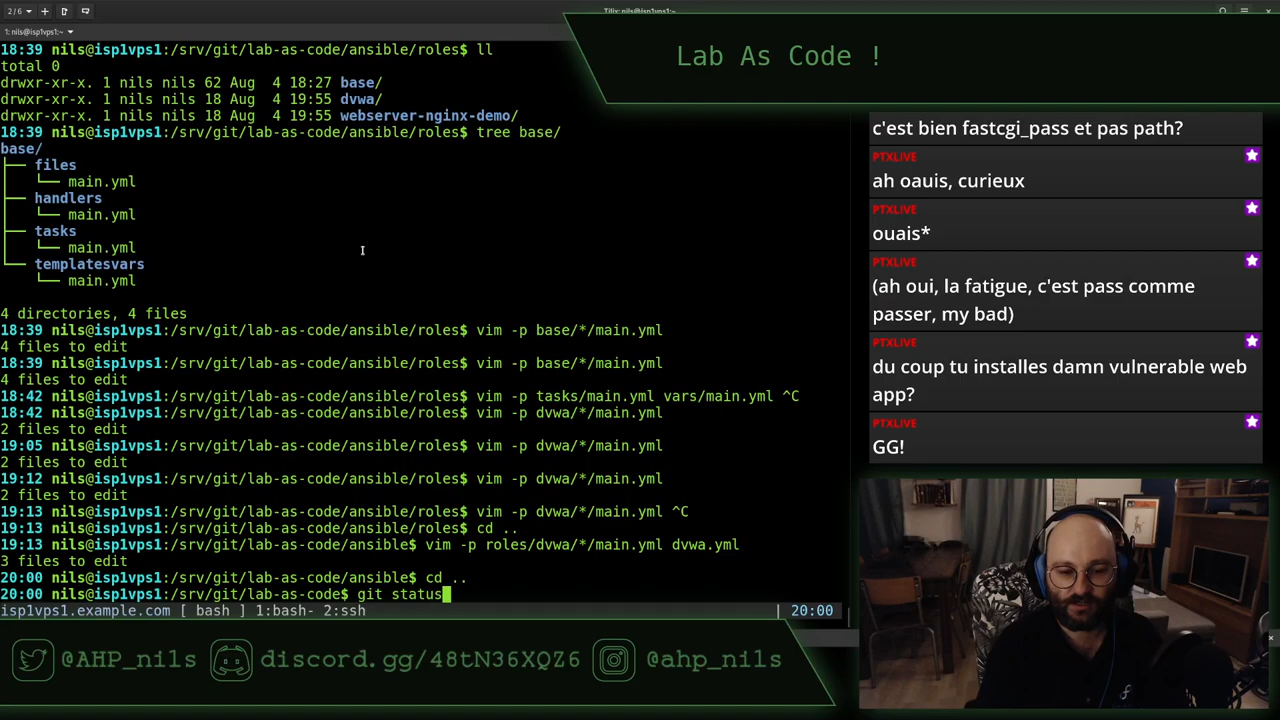 2/6
Tilix: nils:~
1: nils@isp1vps1:~
18:39 nils@isp1vps1:/srv/git/lab-as-code/ansible/roles$ ll
total 0
drwxr-xr-x. 1 nils nils 62 Aug  4 18:27 base/
drwxr-xr-x. 1 nils nils 18 Aug  4 19:55 dvwa/
drwxr-xr-x. 1 nils nils 18 Aug  4 19:55 webserver-nginx-demo/
18:39 nils@isp1vps1:/srv/git/lab-as-code/ansible/roles$ tree base/
base/
├── files
│   └── main.yml
├── handlers
│   └── main.yml
├── tasks
│   └── main.yml
└── templatesvars
    └── main.yml
4 directories, 4 files
18:39 nils@isp1vps1:/srv/git/lab-as-code/ansible/roles$ vim -p base/*/main.yml
4 files to edit
18:39 nils@isp1vps1:/srv/git/lab-as-code/ansible/roles$ vim -p base/*/main.yml
4 files to edit
18:42 nils@isp1vps1:/srv/git/lab-as-code/ansible/roles$ vim -p tasks/main.yml vars/main.yml ^C
18:42 nils@isp1vps1:/srv/git/lab-as-code/ansible/roles$ vim -p dvwa/*/main.yml
2 files to edit
19:05 nils@isp1vps1:/srv/git/lab-as-code/ansible/roles$ vim -p dvwa/*/main.yml
2 files to edit
19:12 nils@isp1vps1:/srv/git/lab-as-code/ansible/roles$ vim -p dvwa/*/main.yml
2 files to edit
19:13 nils@isp1vps1:/srv/git/lab-as-code/ansible/roles$ vim -p dvwa/*/main.yml ^C
19:13 nils@isp1vps1:/srv/git/lab-as-code/ansible/roles$ cd ..
19:13 nils@isp1vps1:/srv/git/lab-as-code/ansible$ vim -p roles/dvwa/*/main.yml dvwa.yml
3 files to edit
20:00 nils@isp1vps1:/srv/git/lab-as-code/ansible$ cd ..
20:00 nils@isp1vps1:/srv/git/lab-as-code$ git status
isp1vps1.example.com [ bash ] 1:bash- 2:ssh | 20:00
Lab As Code !
c'est bien fastcgi_pass et pas path?
PTXLIVE
ah oauis, curieux
PTXLIVE
ouais*
PTXLIVE
(ah oui, la fatigue, c'est pass comme
passer, my bad)
PTXLIVE
du coup tu installes damn vulnerable web
app?
PTXLIVE
GG!
@AHP_nils
discord.gg/48tN36XQZ6
@ahp_nils